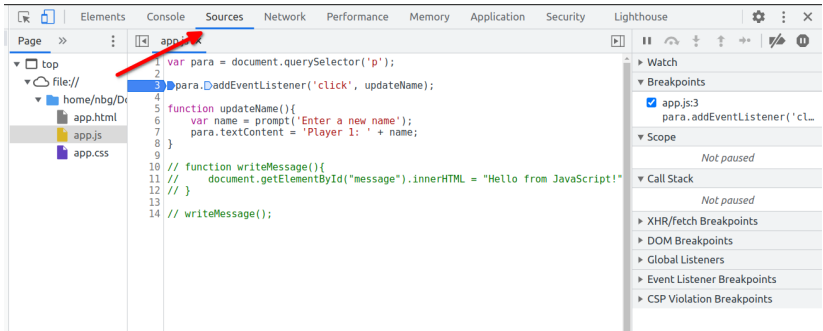 Elements Console Sources Network Performance Memory Application Security Lighthouse
Page
app.js
top
file://
home/nbg/Do
app.html
app.js
app.css
1 var para = document.querySelector('p');
2
3 para.addEventListener('click', updateName);
4
5 function updateName(){
6 var name = prompt('Enter a new name');
7 para.textContent = 'Player 1: ' + name;
8 }
9
10 // function writeMessage(){
11 // document.getElementById("message").innerHTML = "Hello from JavaScript!"
12 // }
13
14 // writeMessage();
Watch
Breakpoints
app.js:3
para.addEventListener('cl…
Scope
Not paused
Call Stack
Not paused
XHR/fetch Breakpoints
DOM Breakpoints
Global Listeners
Event Listener Breakpoints
CSP Violation Breakpoints